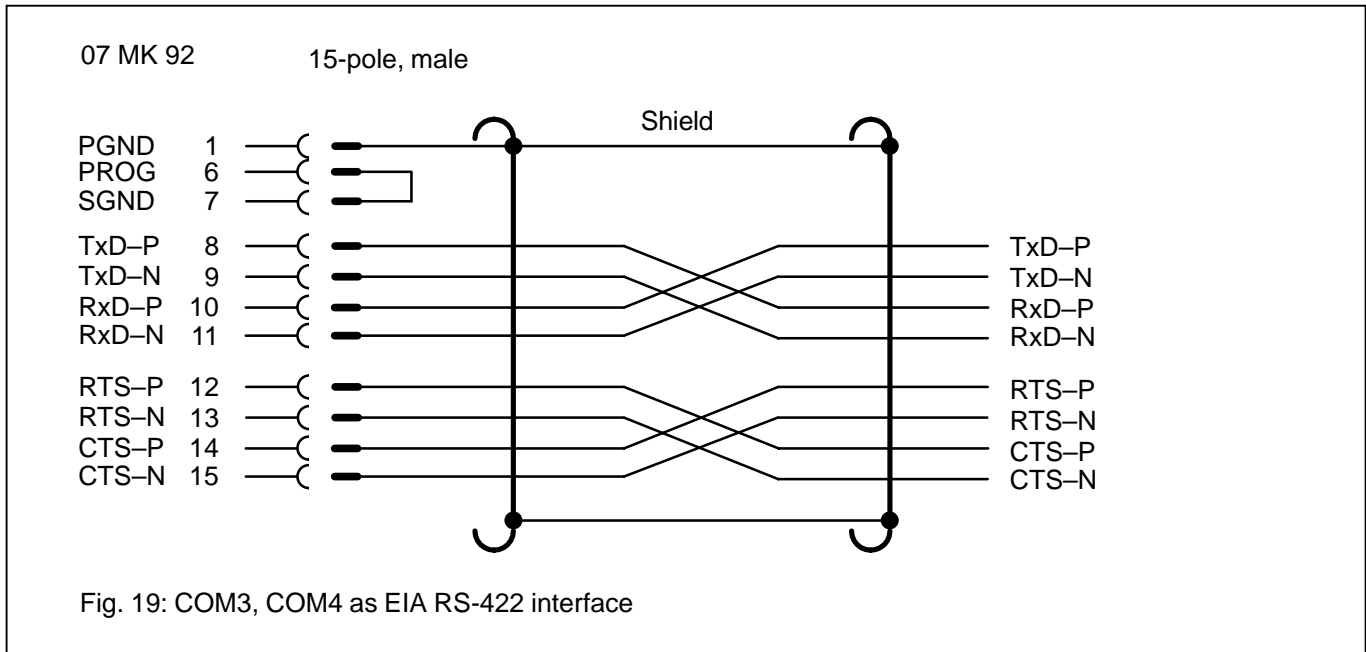 07 MK 92 15-pole, male
Shield
PGND 1
PROG 6
SGND 7
TxD–P 8 TxD–P
TxD–N 9 TxD–N
RxD–P 10 RxD–P
RxD–N 11 RxD–N
RTS–P 12 RTS–P
RTS–N 13 RTS–N
CTS–P 14 CTS–P
CTS–N 15 CTS–N
Fig. 19: COM3, COM4 as EIA RS-422 interface